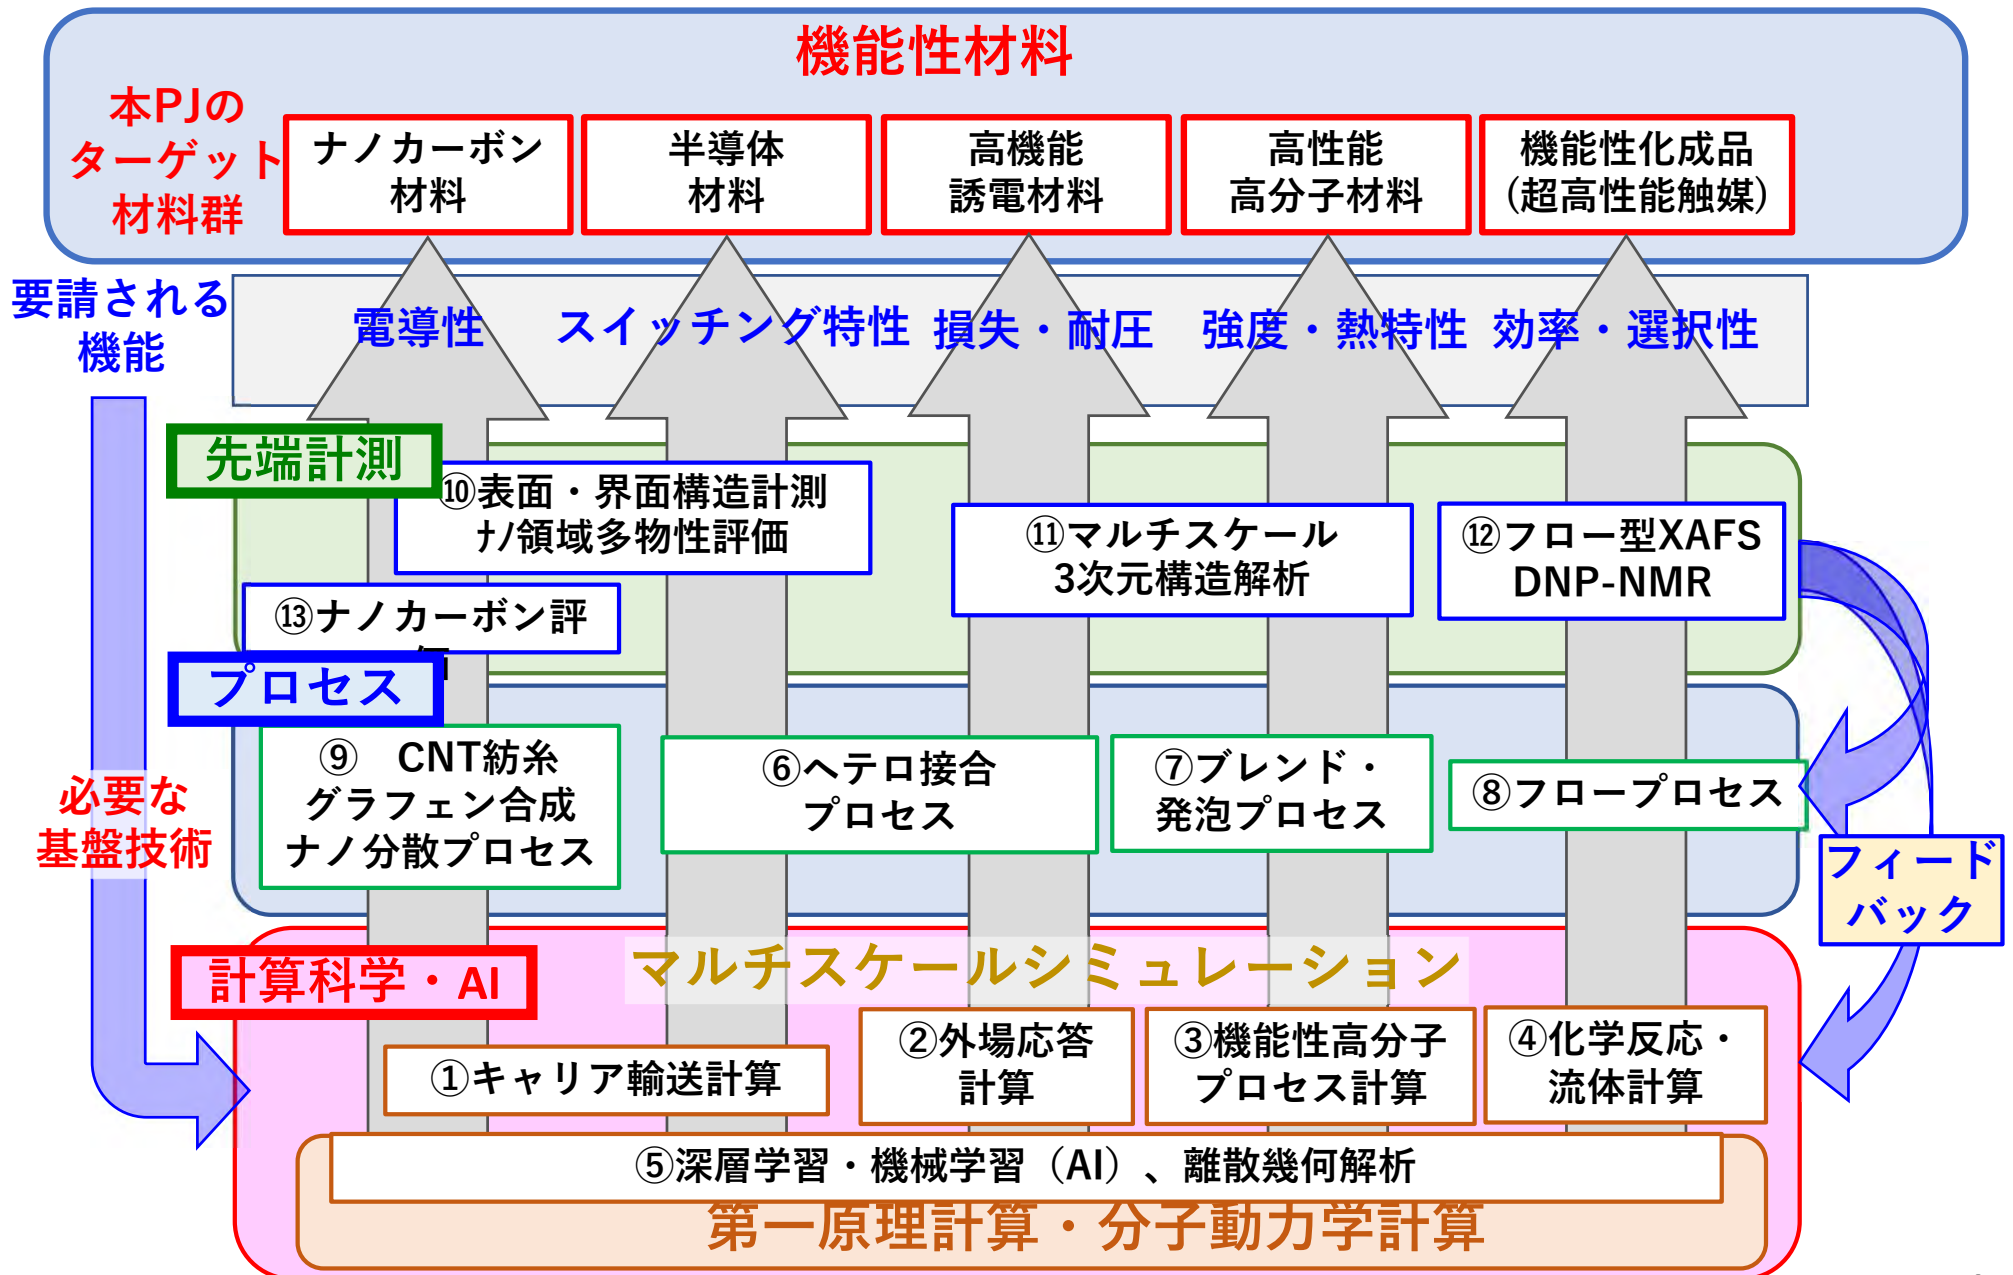 機能性材料
本PJの
ターゲット
材料群
ナノカーボン
材料
半導体
材料
高機能
誘電材料
高性能
高分子材料
機能性化成品
(超高性能触媒)
要請される
機能
電導性
スイッチング特性
損失・耐圧
強度・熱特性
効率・選択性
先端計測
⑩表面・界面構造計測
ﾅﾉ領域多物性評価
⑪マルチスケール
3次元構造解析
⑫フロー型XAFS
DNP-NMR
⑬ナノカーボン評
価
プロセス
⑨ CNT紡糸
グラフェン合成
ナノ分散プロセス
⑥ヘテロ接合
プロセス
⑦ブレンド・
発泡プロセス
⑧フロープロセス
必要な
基盤技術
フィード
バック
計算科学・AI
マルチスケールシミュレーション
①キャリア輸送計算
②外場応答
計算
③機能性高分子
プロセス計算
④化学反応・
流体計算
⑤深層学習・機械学習（AI）、離散幾何解析
第一原理計算・分子動力学計算